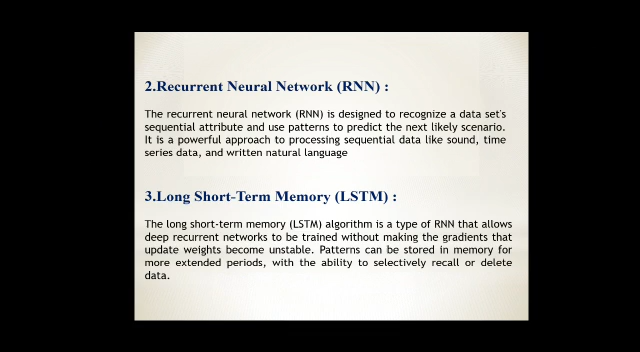 2.Recurrent Neural Network (RNN) :
The recurrent neural network (RNN) is designed to recognize a data set's
sequential attribute and use patterns to predict the next likely scenario.
It is a powerful approach to processing sequential data like sound, time
series data, and written natural language
3.Long Short-Term Memory (LSTM) :
The long short-term memory (LSTM) algorithm is a type of RNN that allows
deep recurrent networks to be trained without making the gradients that
update weights become unstable. Patterns can be stored in memory for
more extended periods, with the ability to selectively recall or delete
data.